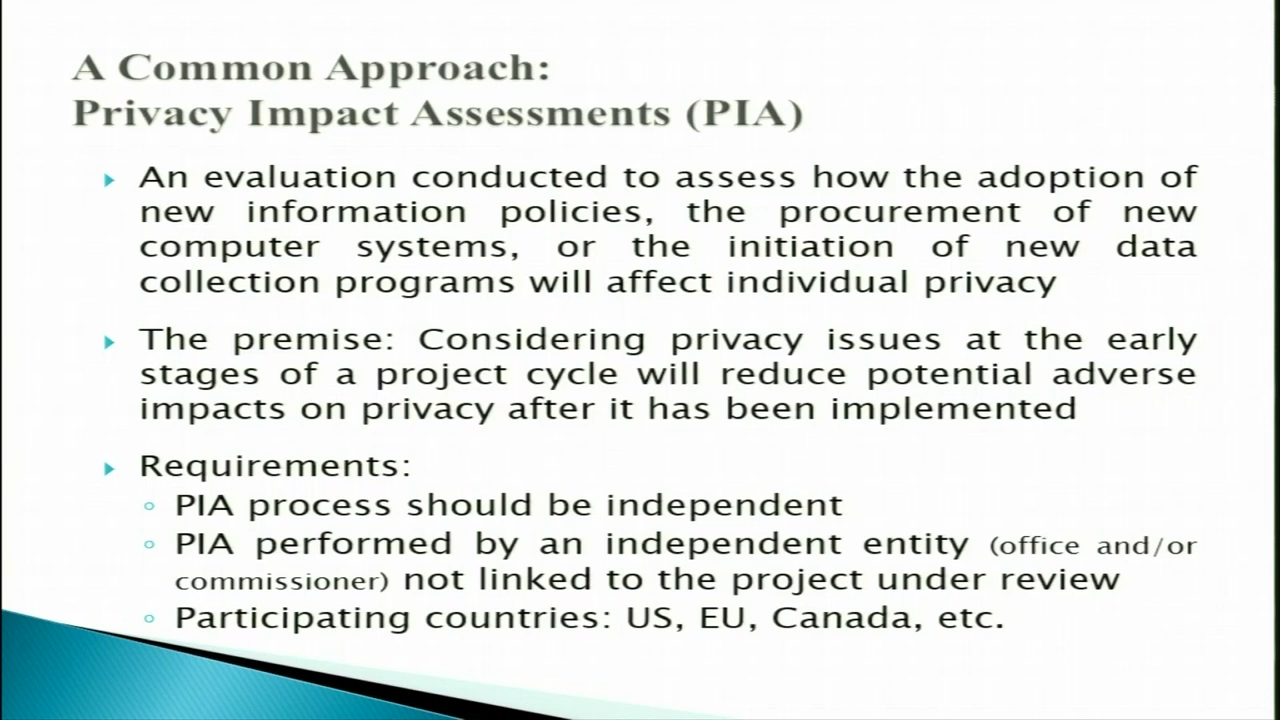 A Common Approach:
Privacy Impact Assessments (PIA)
An evaluation conducted to assess how the adoption of
new information policies, the procurement of new
computer systems, or the initiation of new data
collection programs will affect individual privacy
The premise: Considering privacy issues at the early
stages of a project cycle will reduce potential adverse
impacts on privacy after it has been implemented
Requirements:
PIA process should be independent
PIA performed by an independent entity (office and/or
commissioner) not linked to the project under review
Participating countries: US, EU, Canada, etc.